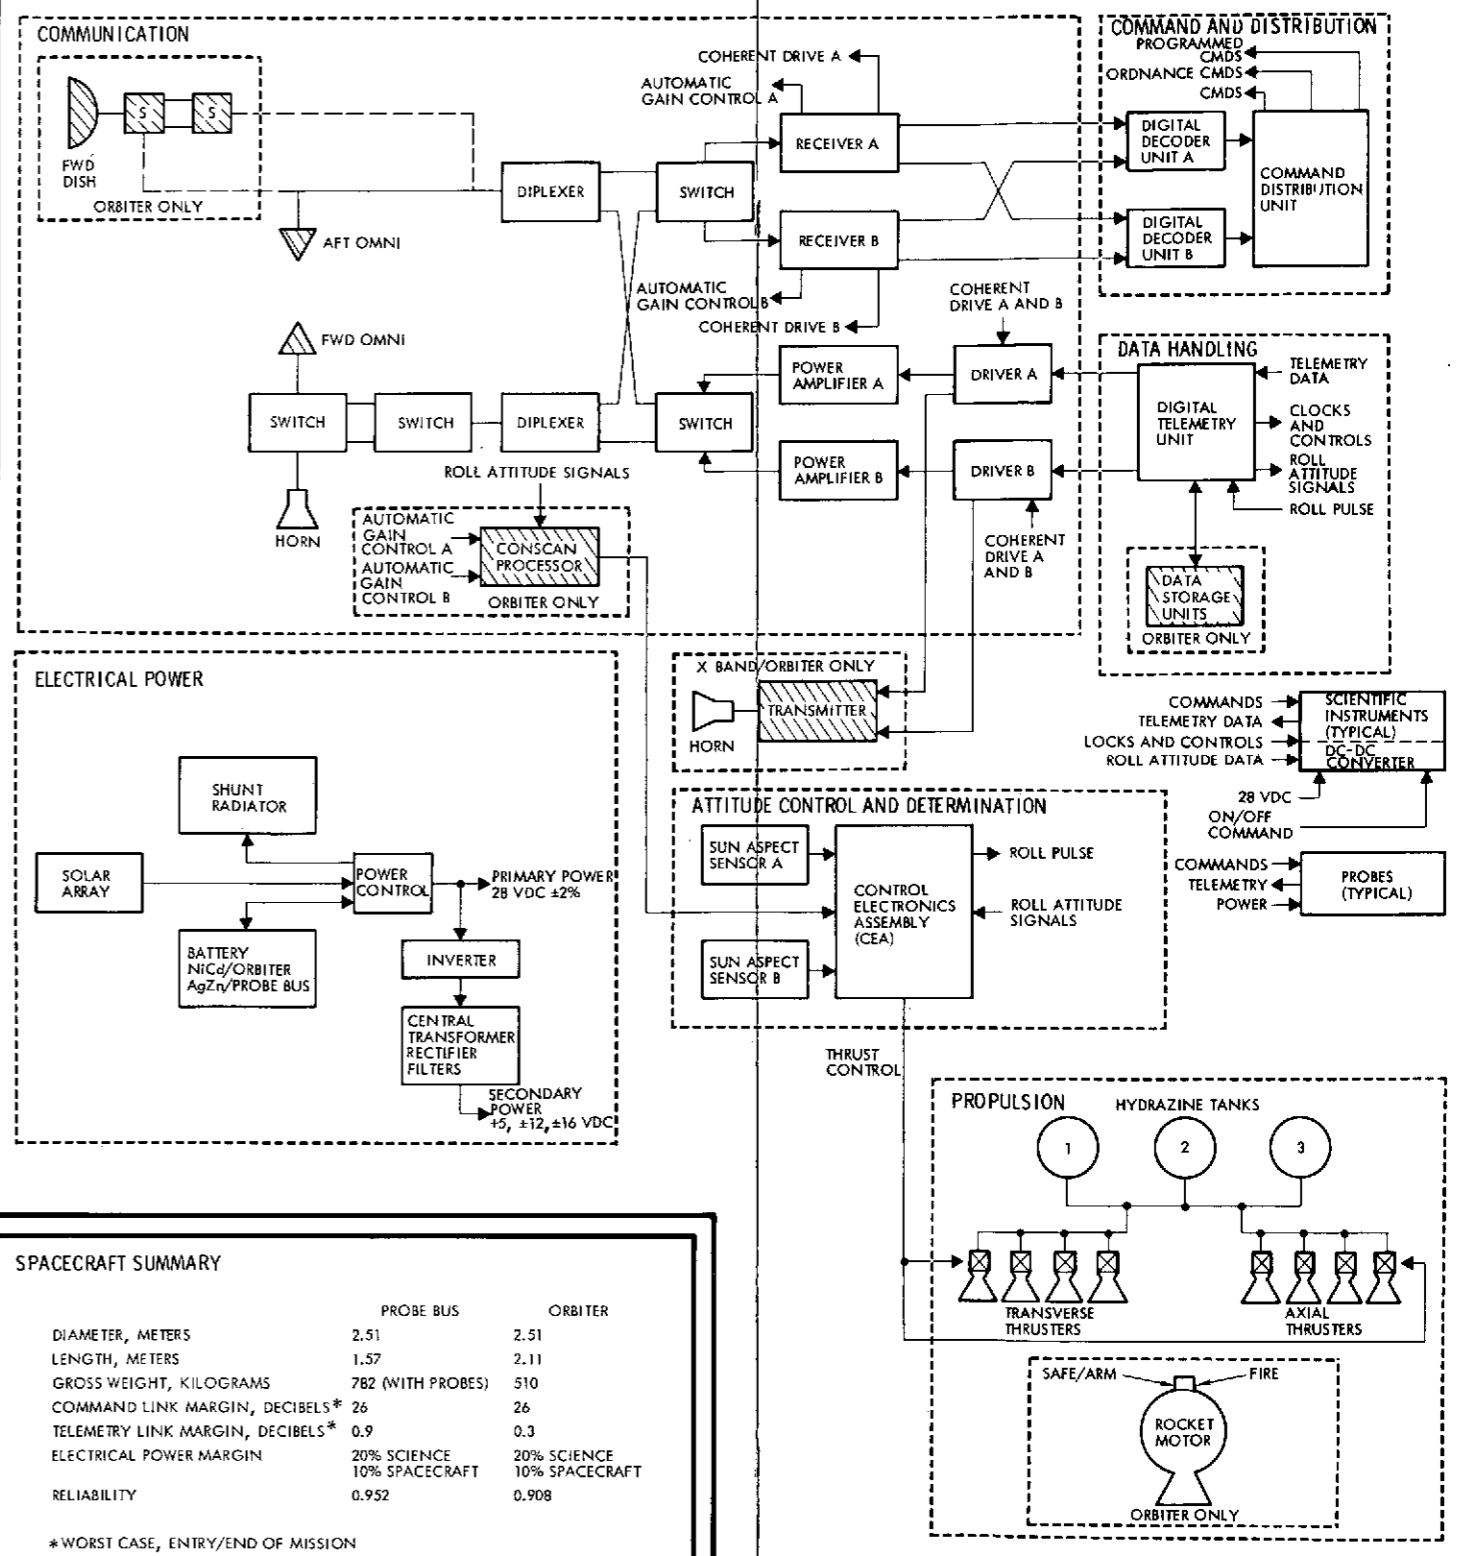 COMMUNICATION
FWD
DISH
S
S
ORBITER ONLY
AFT OMNI
FWD OMNI
SWITCH
SWITCH
DIPLEXER
SWITCH
HORN
DIPLEXER
SWITCH
COHERENT DRIVE A
AUTOMATIC
GAIN CONTROL A
RECEIVER A
RECEIVER B
AUTOMATIC
GAIN CONTROL B
COHERENT DRIVE B
COHERENT
DRIVE A AND B
POWER
AMPLIFIER A
DRIVER A
POWER
AMPLIFIER B
DRIVER B
COHERENT
DRIVE A
AND B
ROLL ATTITUDE SIGNALS
AUTOMATIC
GAIN
CONTROL A
AUTOMATIC
GAIN
CONTROL B
CONSCAN
PROCESSOR
ORBITER ONLY
COMMAND AND DISTRIBUTION
PROGRAMMED
CMDS
ORDNANCE CMDS
CMDS
DIGITAL
DECODER
UNIT A
DIGITAL
DECODER
UNIT B
COMMAND
DISTRIBUTION
UNIT
DATA HANDLING
DIGITAL
TELEMETRY
UNIT
TELEMETRY
DATA
CLOCKS
AND
CONTROLS
ROLL
ATTITUDE
SIGNALS
ROLL PULSE
DATA
STORAGE
UNITS
ORBITER ONLY
X BAND/ORBITER ONLY
TRANSMITTER
HORN
COMMANDS
TELEMETRY DATA
LOCKS AND CONTROLS
ROLL ATTITUDE DATA
SCIENTIFIC
INSTRUMENTS
(TYPICAL)
DC-DC
CONVERTER
28 VDC
ON/OFF
COMMAND
COMMANDS
TELEMETRY
POWER
PROBES
(TYPICAL)
ELECTRICAL POWER
SHUNT
RADIATOR
SOLAR
ARRAY
POWER
CONTROL
PRIMARY POWER
28 VDC ±2%
BATTERY
NiCd/ORBITER
AgZn/PROBE BUS
INVERTER
CENTRAL
TRANSFORMER
RECTIFIER
FILTERS
SECONDARY
POWER
+5, ±12, ±16 VDC
ATTITUDE CONTROL AND DETERMINATION
SUN ASPECT
SENSOR A
SUN ASPECT
SENSOR B
CONTROL
ELECTRONICS
ASSEMBLY
(CEA)
ROLL PULSE
ROLL ATTITUDE
SIGNALS
THRUST
CONTROL
PROPULSION
HYDRAZINE TANKS
1
2
3
TRANSVERSE
THRUSTERS
AXIAL
THRUSTERS
SAFE/ARM
FIRE
ROCKET
MOTOR
ORBITER ONLY
SPACECRAFT SUMMARY
PROBE BUS ORBITER
DIAMETER, METERS 2.51 2.51
LENGTH, METERS 1.57 2.11
GROSS WEIGHT, KILOGRAMS 782 (WITH PROBES) 510
COMMAND LINK MARGIN, DECIBELS* 26 26
TELEMETRY LINK MARGIN, DECIBELS* 0.9 0.3
ELECTRICAL POWER MARGIN 20% SCIENCE 20% SCIENCE
10% SPACECRAFT 10% SPACECRAFT
RELIABILITY 0.952 0.908
*WORST CASE, ENTRY/END OF MISSION